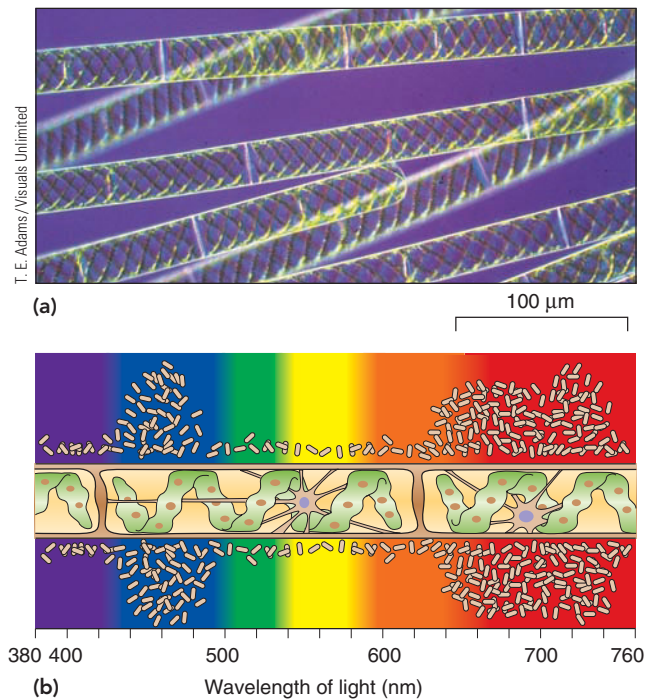 T. E. Adams/Visuals Unlimited
(a)
100 µm
380 400 500 600 700 760
(b) Wavelength of light (nm)